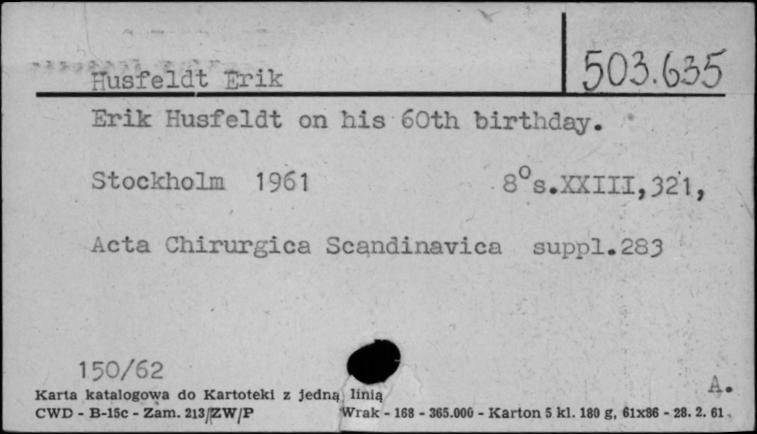 503.635
Husfeldt Erik
Erik Husfeldt on his 60th birthday.
Stockholm 1961 8°s.XXIII,321,
Acta Chirurgica Scandinavica suppl.283
150/62
A.
Karta katalogowa do Kartoteki z jedną linią
CWD - B-15c - Zam. 213/ZW/P Wrak - 168 - 365.000 - Karton 5 kl. 180 g, 61x86 - 28. 2. 61